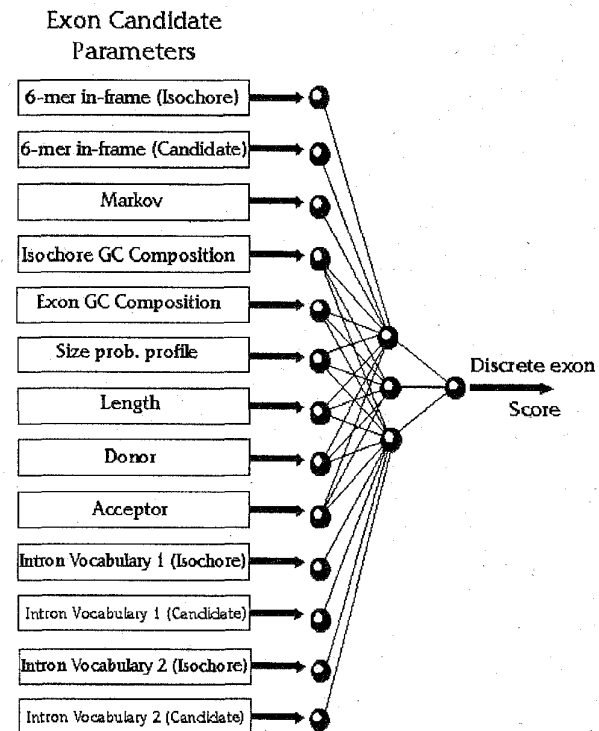 Exon Candidate
Parameters
6-mer in-frame (Isochore)
6-mer in-frame (Candidate)
Markov
Isochore GC Composition
Exon GC Composition
Size prob. profile
Length
Donor
Acceptor
Intron Vocabulary 1 (Isochore)
Intron Vocabulary 1 (Candidate)
Intron Vocabulary 2 (Isochore)
Intron Vocabulary 2 (Candidate)
Discrete exon
Score